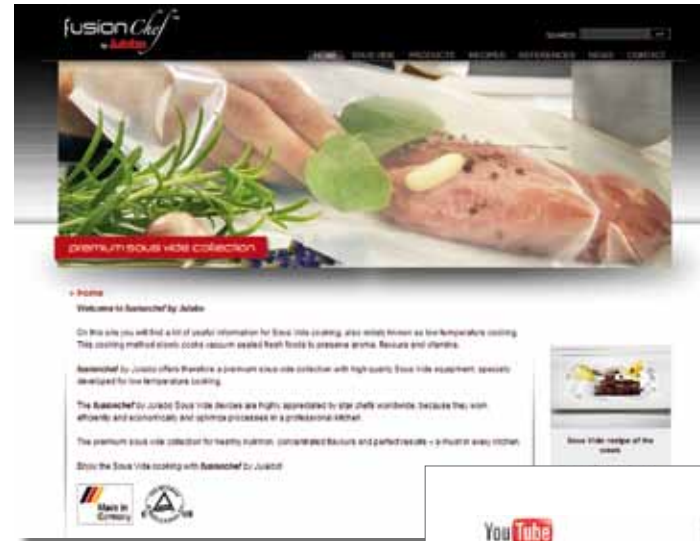 fusionChef
by Julabo
SEARCH
HOME SOUS VIDE PRODUCTS RECIPES REFERENCES NEWS CONTACT
premium sous vide collection
» home
Welcome to fusionchef by Julabo
On this site you will find a lot of useful information for Sous Vide cooking, also widely known as low temperature cooking.
This cooking method slowly cooks vacuum sealed fresh foods to preserve aroma, flavours and vitamins.
fusionchef by Julabo offers therefore a premium sous vide collection with high quality Sous Vide equipment, specially
developed for low temperature cooking.
The fusionchef by Julabo Sous Vide devices are highly appreciated by star chefs worldwide, because they work
efficiently and economically and optimize processes in a professional kitchen.
The premium sous vide collection for healthy nutrition, concentrated flavours and perfect results – a must in every kitchen.
Enjoy the Sous Vide cooking with fusionchef by Julabo!
Sous Vide recipe of the
Made in
Germany
US
You Tube